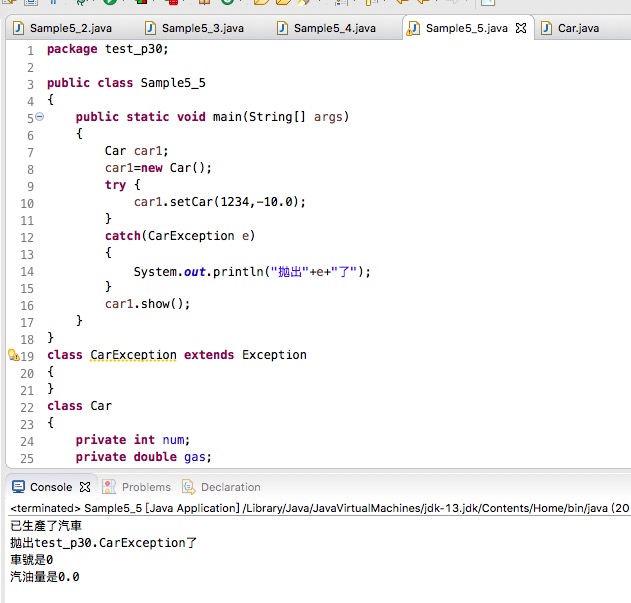 Sample5_2.java Sample5_3.java Sample5_4.java Sample5_5.java Car.java
1 package test_p30;
2
3 public class Sample5_5
4 {
5 public static void main(String[] args)
6 {
7 Car car1;
8 car1=new Car();
9 try {
10 car1.setCar(1234,-10.0);
11 }
12 catch(CarException e)
13 {
14 System.out.println("拋出"+e+"了");
15 }
16 car1.show();
17 }
18 }
19 class CarException extends Exception
20 {
21 }
22 class Car
23 {
24 private int num;
25 private double gas;
Console Problems Declaration
<terminated> Sample5_5 [Java Application] /Library/Java/JavaVirtualMachines/jdk-13.jdk/Contents/Home/bin/java (20
已生產了汽車
拋出test_p30.CarException了
車號是0
汽油量是0.0